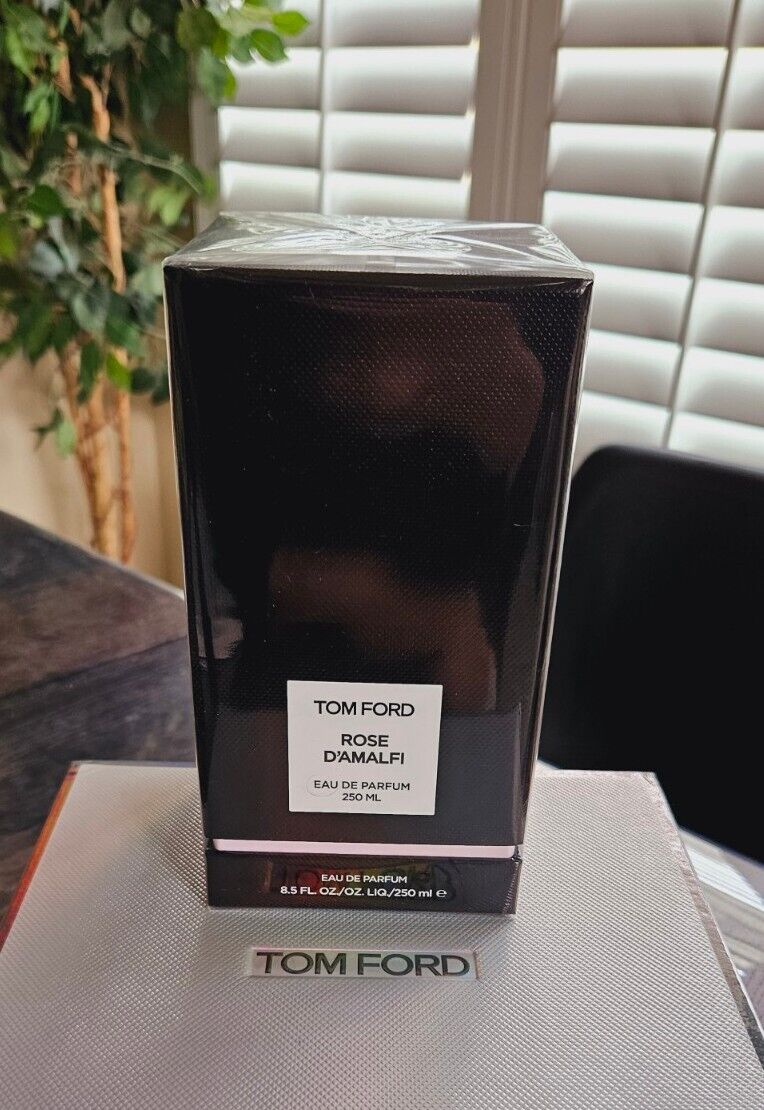 TOM FORD
ROSE
D'AMALFI
EAU DE PARFUM
250 ML
EAU DE PARFUM
8.5 FL. OZ./OZ. LIQ./250 ml ℮
TOM FORD